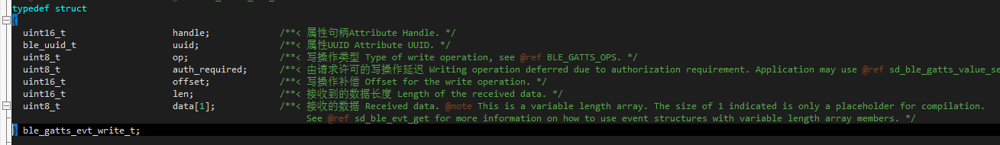 typedef struct
{
uint16_t handle; /**< 属性句柄Attribute Handle. */
ble_uuid_t uuid; /**< 属性UUID Attribute UUID. */
uint8_t op; /**< 写操作类型 Type of write operation, see @ref BLE_GATTS_OPS. */
uint8_t auth_required; /**< 由请求许可的写操作延迟 Writing operation deferred due to authorization requirement. Application may use @ref sd_ble_gatts_value_se
uint16_t offset; /**< 写操作补偿 Offset for the write operation. */
uint16_t len; /**< 接收到的数据长度 Length of the received data. */
uint8_t data[1]; /**< 接收的数据 Received data. @note This is a variable length array. The size of 1 indicated is only a placeholder for compilation.
See @ref sd_ble_evt_get for more information on how to use event structures with variable length array members. */
} ble_gatts_evt_write_t;